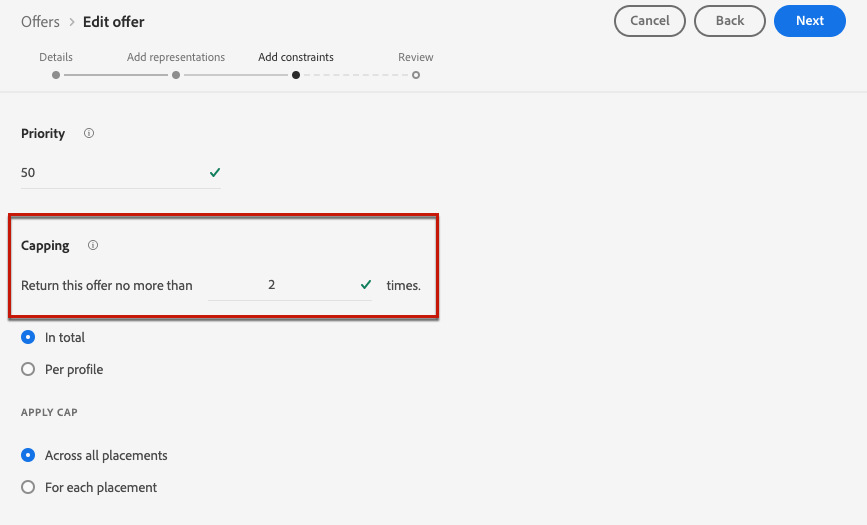 Offers > Edit offer
Cancel Back Next
Details Add representations Add constraints Review
Priority
50
Capping
Return this offer no more than 2 times.
In total
Per profile
APPLY CAP
Across all placements
For each placement